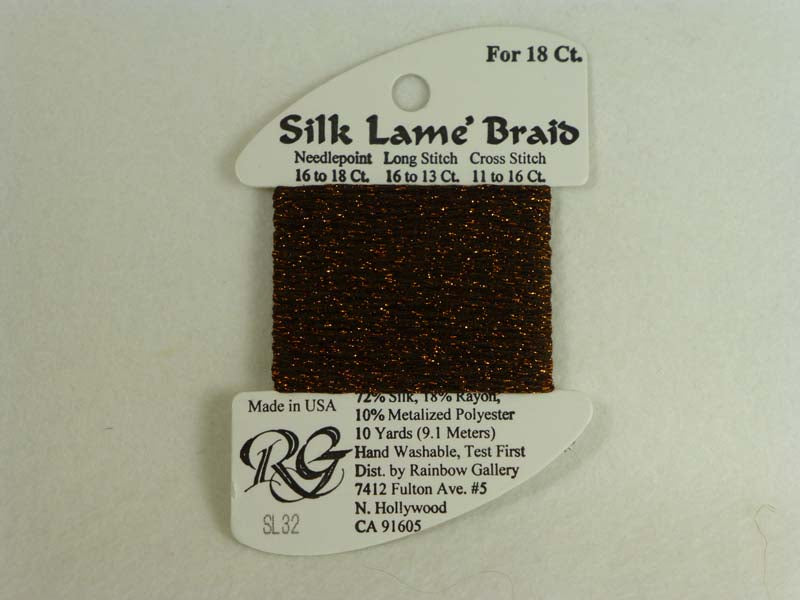 For 18 Ct.
Silk Lame' Braid
Needlepoint Long Stitch Cross Stitch
16 to 18 Ct. 16 to 13 Ct. 11 to 16 Ct.
Made in USA
72% Silk, 18% Rayon,
10% Metalized Polyester
10 Yards (9.1 Meters)
Hand Washable, Test First
Dist. by Rainbow Gallery
7412 Fulton Ave. #5
N. Hollywood
CA 91605
RG
SL32